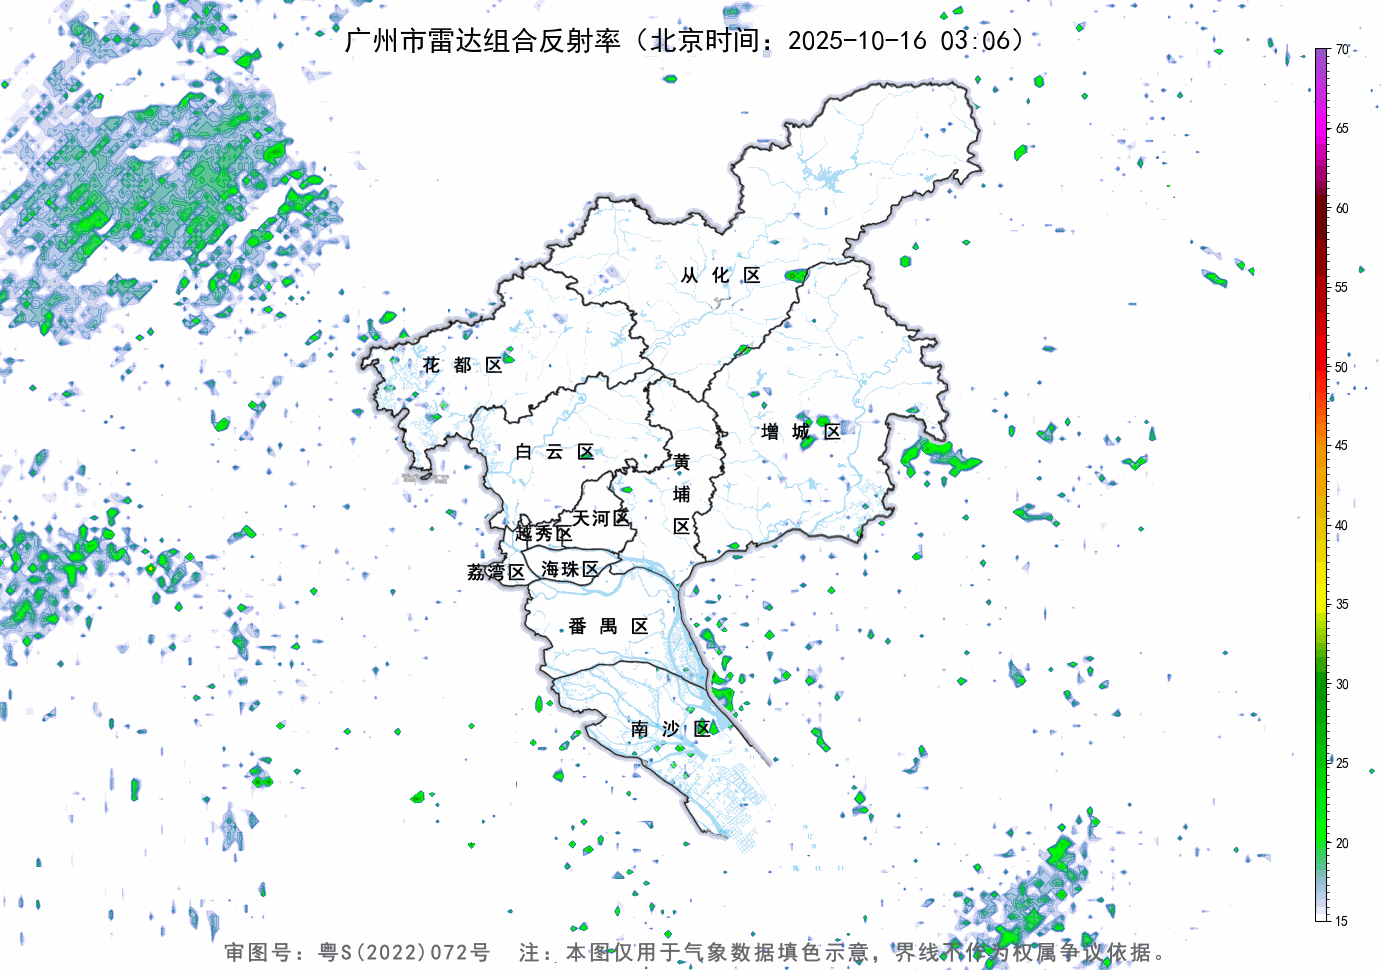 广州市雷达组合反射率（北京时间：2025-10-16 03:06）
70
65
60
55
50
45
40
35
30
25
20
15
从化区
花都区
增城区
白云区
黄埔区
天河区
越秀区
荔湾区
海珠区
番禺区
南沙区
审图号：粤S(2022)072号 注：本图仅用于气象数据填色示意，界线不作为权属争议依据。